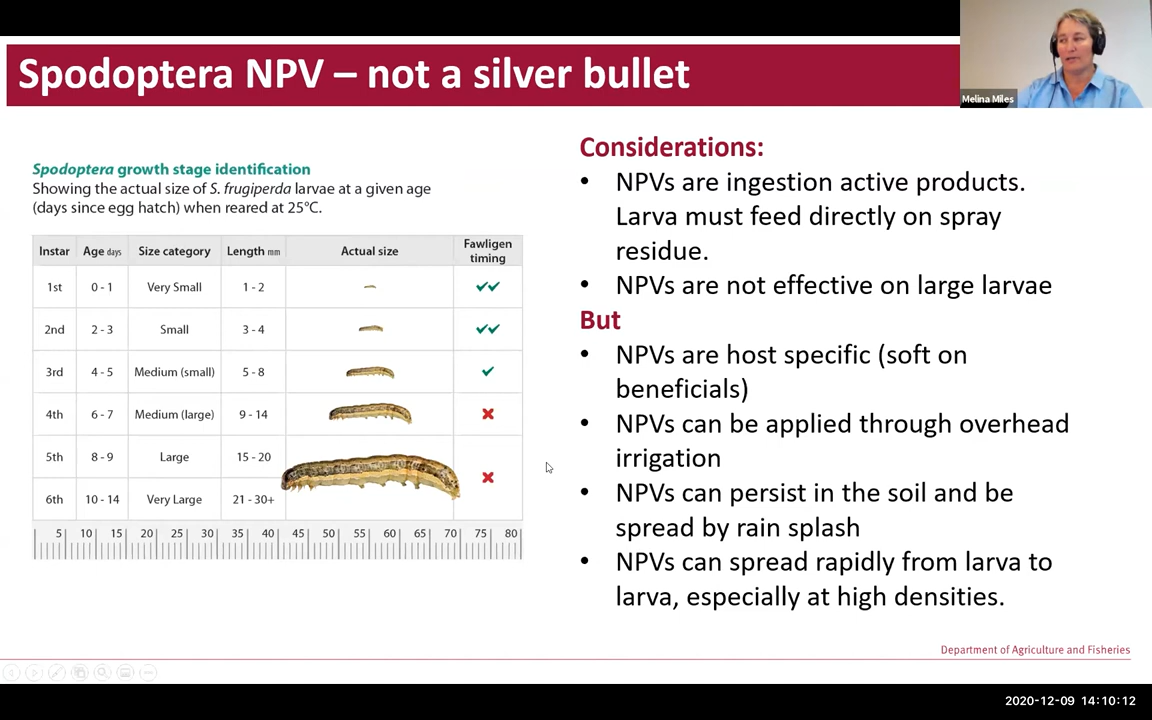 Spodoptera NPV – not a silver bullet
Melina Miles
Spodoptera growth stage identification
Showing the actual size of S. frugiperda larvae at a given age
(days since egg hatch) when reared at 25°C.
Instar Age days Size category Length mm Actual size Fawligen timing
1st 0 - 1 Very Small 1 - 2 ✔✔
2nd 2 - 3 Small 3 - 4 ✔✔
3rd 4 - 5 Medium (small) 5 - 8 ✔
4th 6 - 7 Medium (large) 9 - 14 ✖
5th 8 - 9 Large 15 - 20 ✖
6th 10 - 14 Very Large 21 - 30+
5 10 15 20 25 30 35 40 45 50 55 60 65 70 75 80
Considerations:
• NPVs are ingestion active products.
Larva must feed directly on spray
residue.
• NPVs are not effective on large larvae
But
• NPVs are host specific (soft on
beneficials)
• NPVs can be applied through overhead
irrigation
• NPVs can persist in the soil and be
spread by rain splash
• NPVs can spread rapidly from larva to
larva, especially at high densities.
Department of Agriculture and Fisheries
2020-12-09 14:10:12